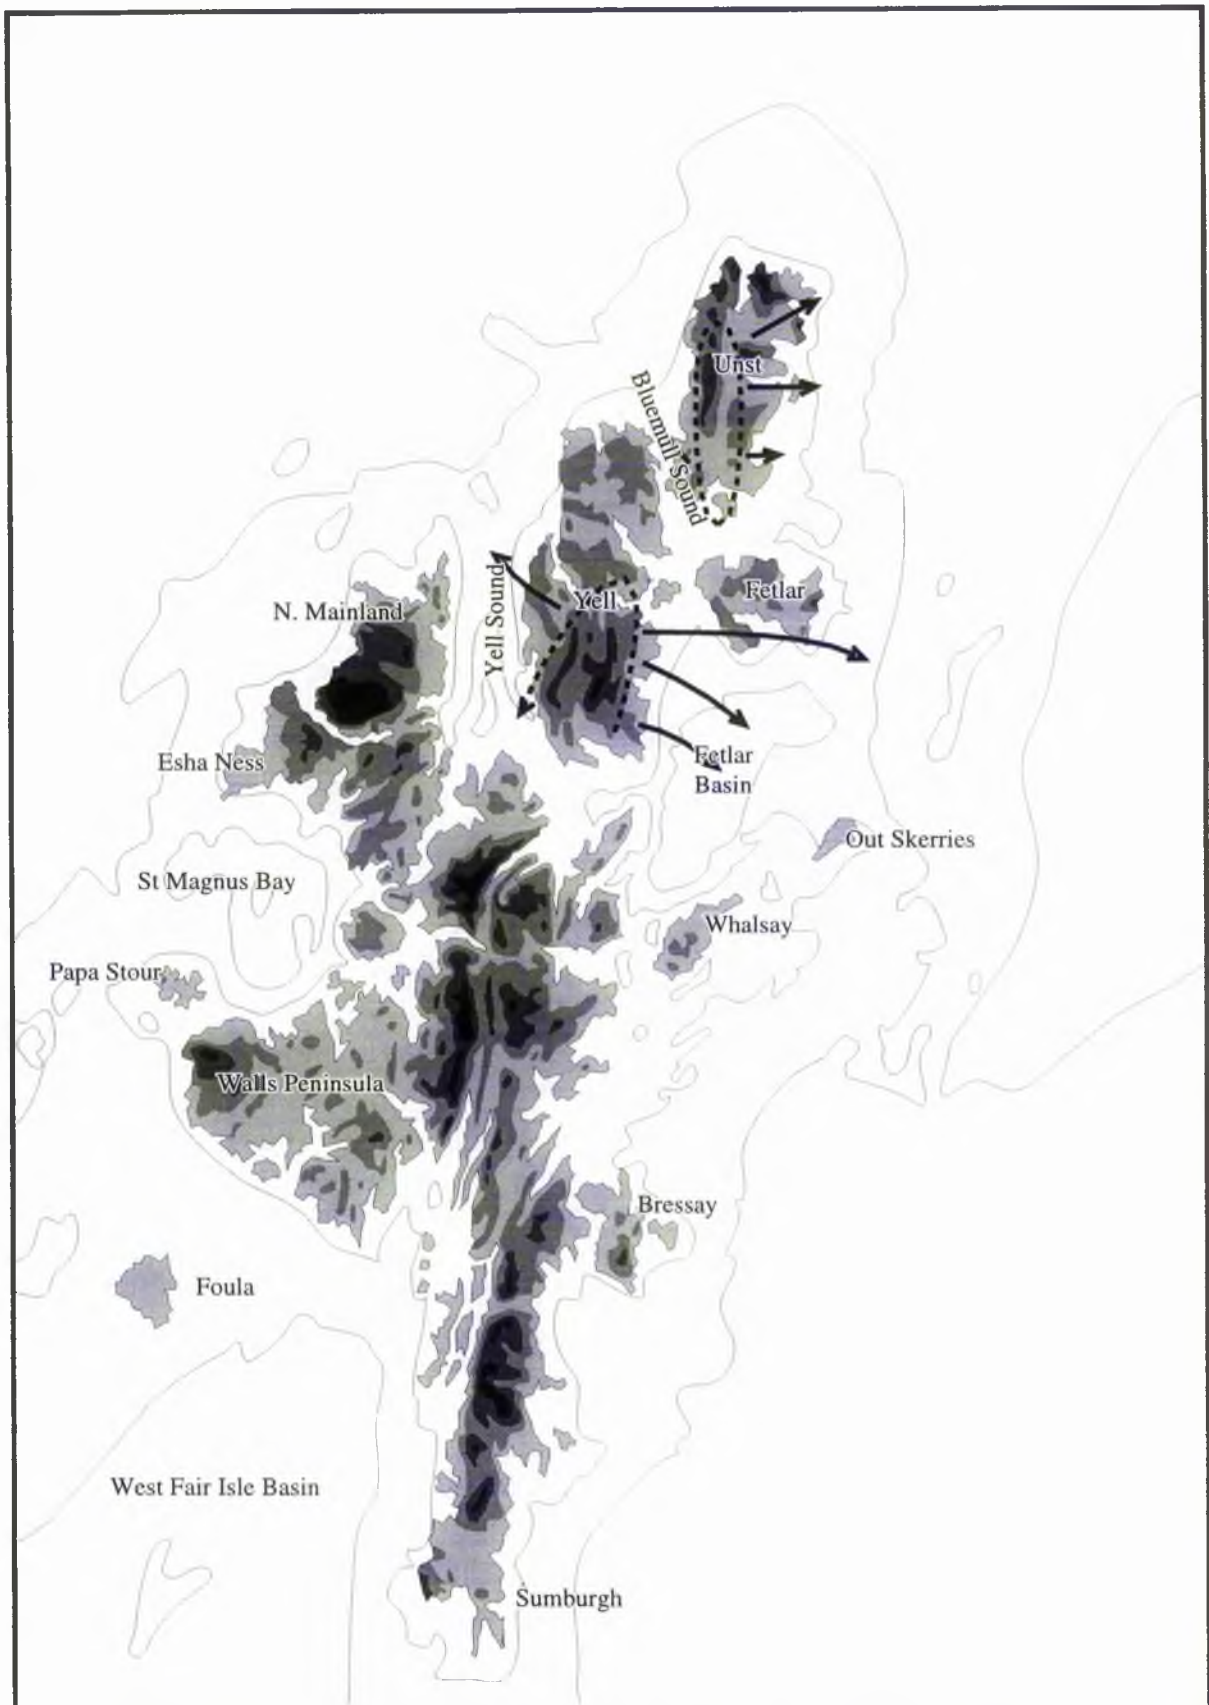 Unst
Bluemull Sound
Fetlar
Yell
N. Mainland
Yell Sound
Esha Ness
Fetlar
Basin
Out Skerries
St Magnus Bay
Whalsay
Papa Stour
Walls Peninsula
Bressay
Foula
West Fair Isle Basin
Sumburgh